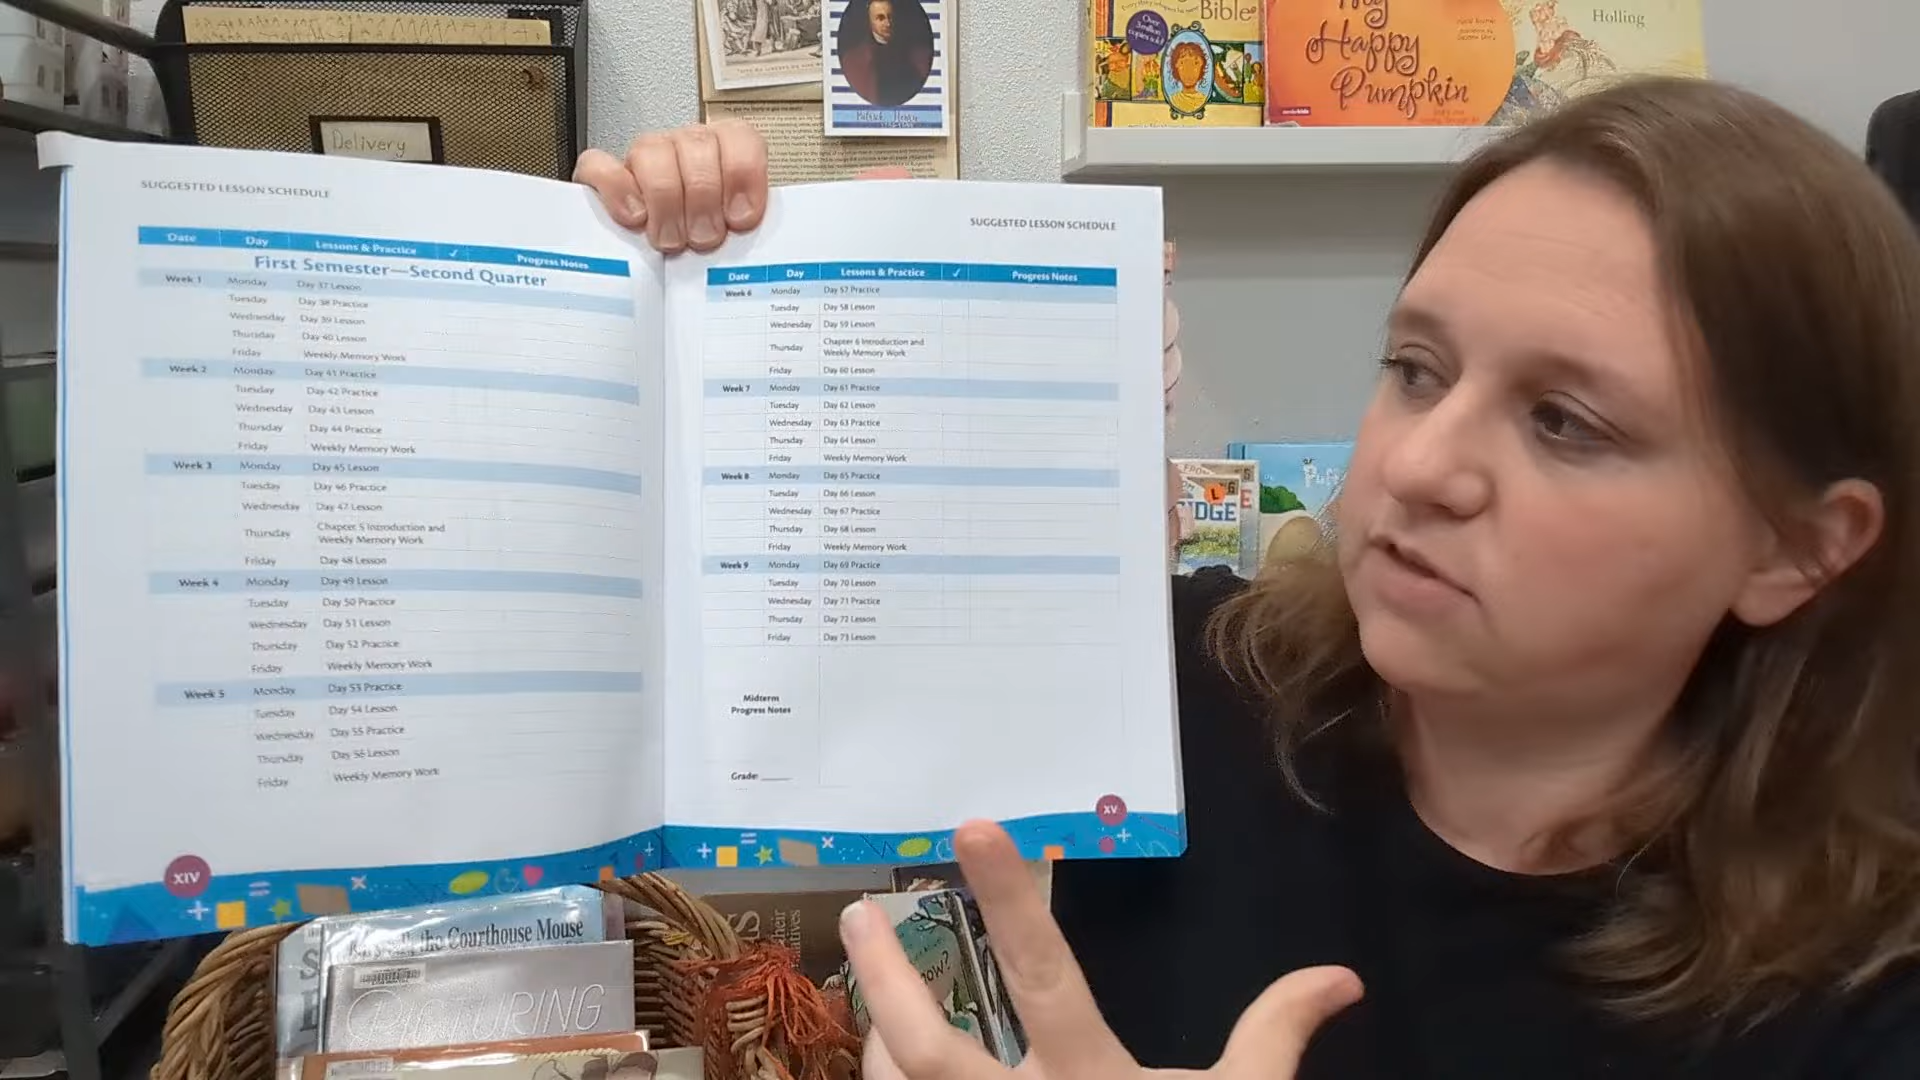 Delivery
Patrick Henry
Bible
Over
Happy
Pumpkin
Holling
SUGGESTED LESSON SCHEDULE
Date Day Lessons & Practice ✓ Progress Notes
First Semester—Second Quarter
Week 1 Monday Day 37 Lesson
Tuesday Day 38 Practice
Wednesday Day 39 Lesson
Thursday Day 40 Lesson
Friday Weekly Memory Work
Week 2 Monday Day 41 Practice
Tuesday Day 42 Practice
Wednesday Day 43 Lesson
Thursday Day 44 Practice
Friday Weekly Memory Work
Week 3 Monday Day 45 Lesson
Tuesday Day 46 Practice
Wednesday Day 47 Lesson
Thursday Chapter 5 Introduction and
Weekly Memory Work
Friday Day 48 Lesson
Week 4 Monday Day 49 Lesson
Tuesday Day 50 Practice
Wednesday Day 51 Lesson
Thursday Day 52 Practice
Friday Weekly Memory Work
Week 5 Monday Day 53 Practice
Tuesday Day 54 Lesson
Wednesday Day 55 Practice
Thursday Day 56 Lesson
Friday Weekly Memory Work
XIV
SUGGESTED LESSON SCHEDULE
Date Day Lessons & Practice ✓ Progress Notes
Week 6 Monday Day 57 Practice
Tuesday Day 58 Lesson
Wednesday Day 59 Lesson
Thursday Chapter 6 Introduction and
Weekly Memory Work
Friday Day 60 Lesson
Week 7 Monday Day 61 Practice
Tuesday Day 62 Lesson
Wednesday Day 63 Practice
Thursday Day 64 Lesson
Friday Weekly Memory Work
Week 8 Monday Day 65 Practice
Tuesday Day 66 Lesson
Wednesday Day 67 Practice
Thursday Day 68 Lesson
Friday Weekly Memory Work
Week 9 Monday Day 69 Practice
Tuesday Day 70 Lesson
Wednesday Day 71 Practice
Thursday Day 72 Lesson
Friday Day 73 Lesson
Midterm
Progress Notes
Grade: ______
XV
the Courthouse Mouse
PICTURING